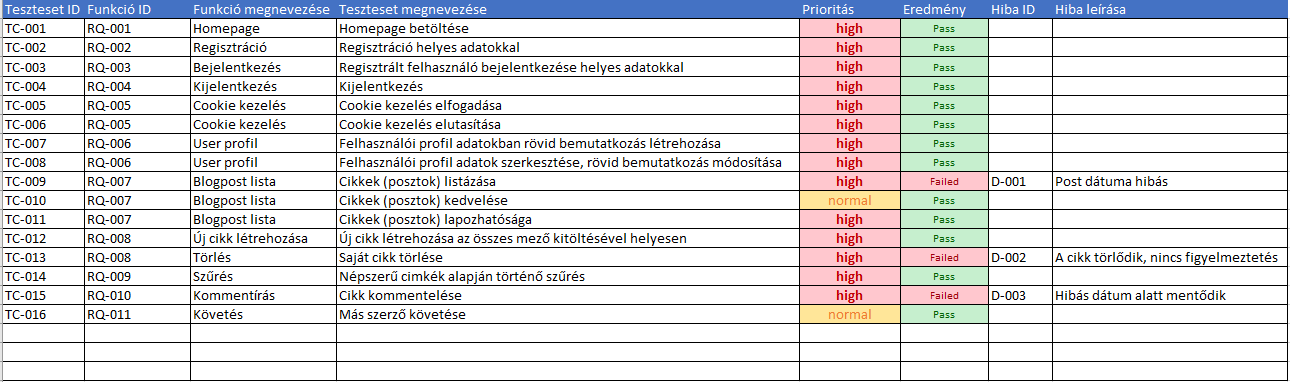 Teszteset ID Funkció ID Funkció megnevezése Teszteset megnevezése Prioritás Eredmény Hiba ID Hiba leírása
TC-001 RQ-001 Homepage Homepage betöltése high Pass
TC-002 RQ-002 Regisztráció Regisztráció helyes adatokkal high Pass
TC-003 RQ-003 Bejelentkezés Regisztrált felhasználó bejelentkezése helyes adatokkal high Pass
TC-004 RQ-004 Kijelentkezés Kijelentkezés high Pass
TC-005 RQ-005 Cookie kezelés Cookie kezelés elfogadása high Pass
TC-006 RQ-005 Cookie kezelés Cookie kezelés elutasítása high Pass
TC-007 RQ-006 User profil Felhasználói profil adatokban rövid bemutatkozás létrehozása high Pass
TC-008 RQ-006 User profil Felhasználói profil adatok szerkesztése, rövid bemutatkozás módosítása high Pass
TC-009 RQ-007 Blogpost lista Cikkek (posztok) listázása high Failed D-001 Post dátuma hibás
TC-010 RQ-007 Blogpost lista Cikkek (posztok) kedvelése normal Pass
TC-011 RQ-007 Blogpost lista Cikkek (posztok) lapozhatósága high Pass
TC-012 RQ-008 Új cikk létrehozása Új cikk létrehozása az összes mező kitöltésével helyesen high Pass
TC-013 RQ-008 Törlés Saját cikk törlése high Failed D-002 A cikk törlődik, nincs figyelmeztetés
TC-014 RQ-009 Szűrés Népszerű cimkék alapján történő szűrés high Pass
TC-015 RQ-010 Kommentírás Cikk kommentelése high Failed D-003 Hibás dátum alatt mentődik
TC-016 RQ-011 Követés Más szerző követése normal Pass